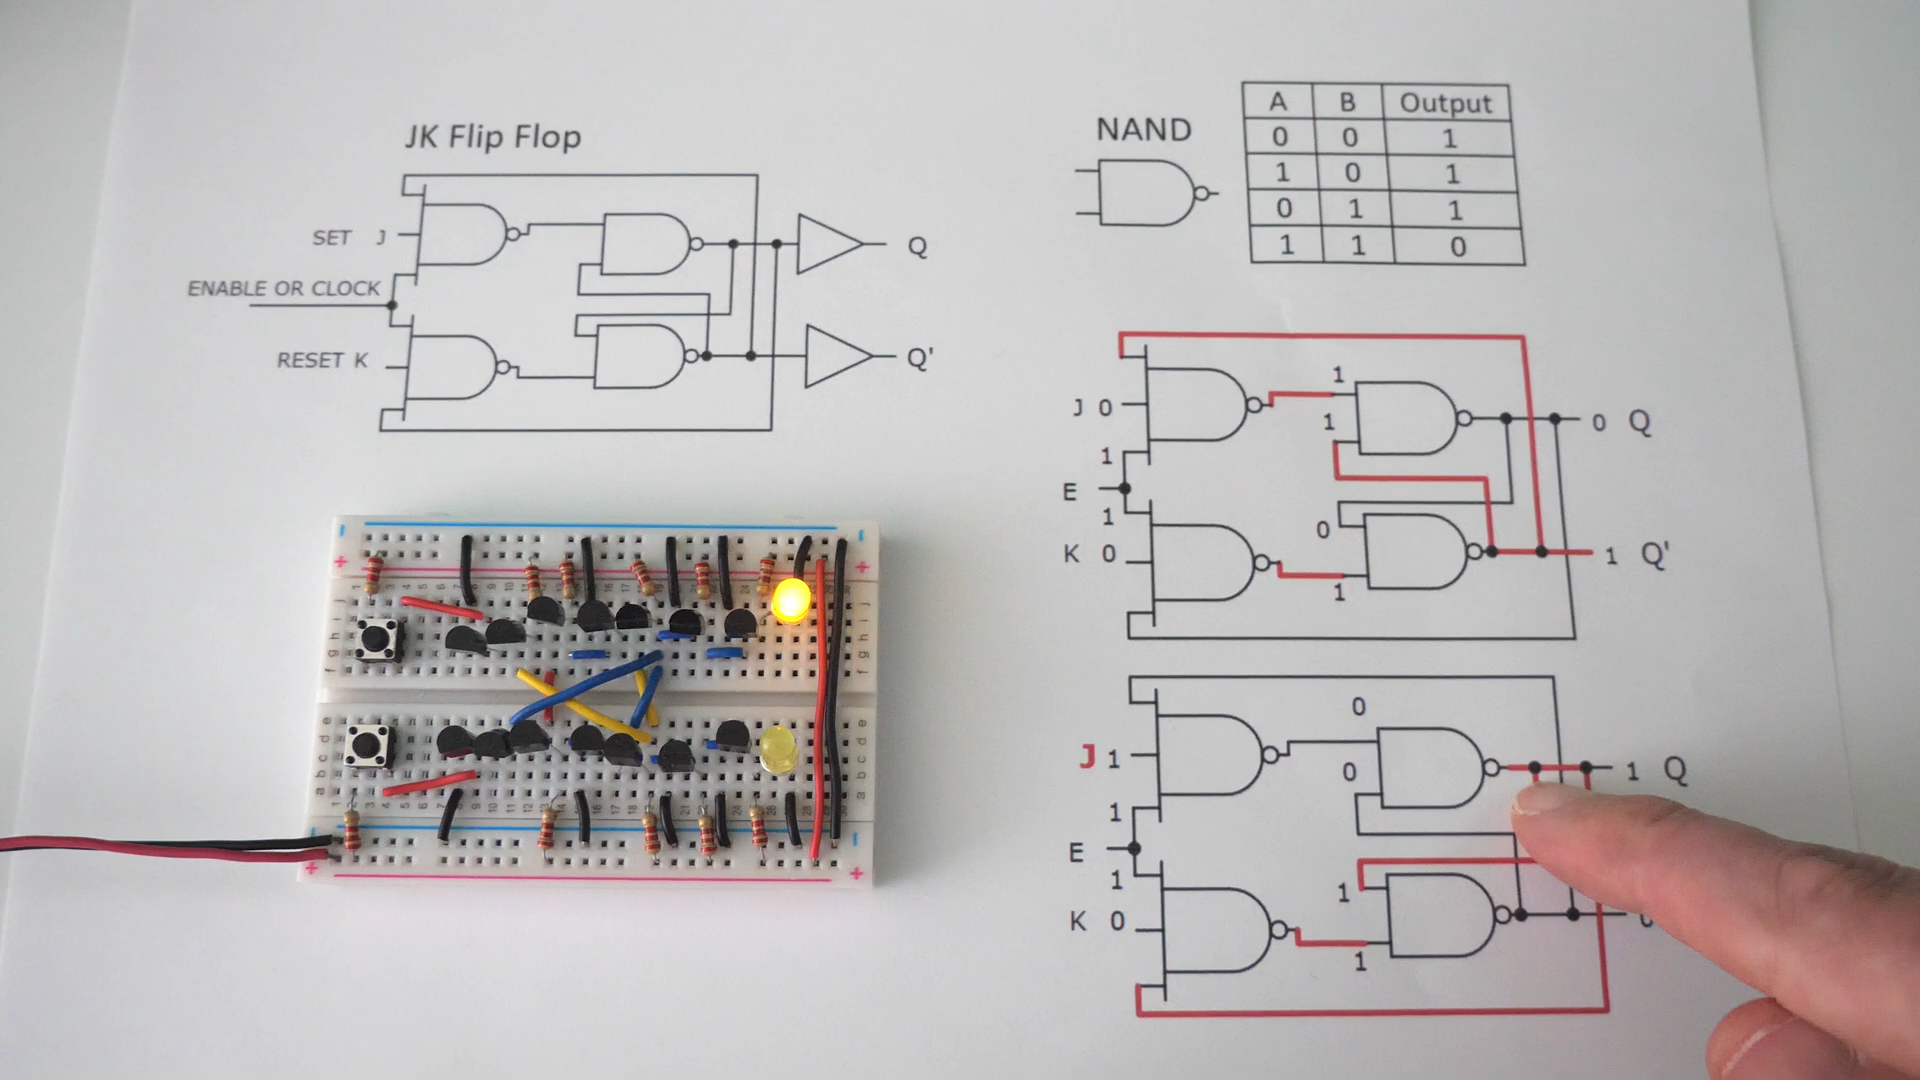 JK Flip Flop
SET J
ENABLE OR CLOCK
RESET K
Q
Q'
NAND
A B Output
0 0 1
1 0 1
0 1 1
1 1 0
1
J 0
1
0 Q
1
E
1
0
K 0
1 Q'
1
0
J 1
0
1 Q
1
E
1
1
K 0
1